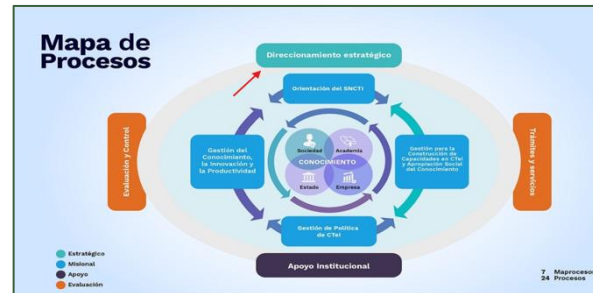 Mapa de
Procesos
Direccionamiento estratégico
Orientación del SNCTI
Evaluación y Control
Gestión del
Conocimiento,
la Innovación y
la Productividad
Sociedad
Academia
CONOCIMIENTO
Estado
Empresa
Gestión para la
Construcción de
Capacidades en CTeI
y Apropiación Social
del Conocimiento
Trámites y servicios
Gestión de Política
de CTeI
Apoyo Institucional
Estratégico
Misional
Apoyo
Evaluación
7 Maprocesos
24 Procesos